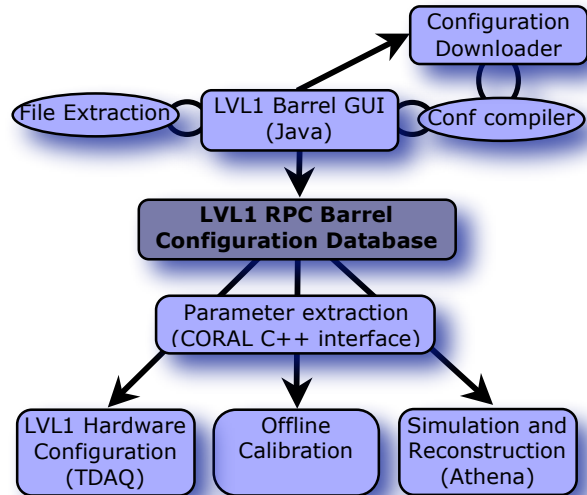 Configuration
Downloader
File Extraction
LVL1 Barrel GUI
(Java)
Conf compiler
LVL1 RPC Barrel
Configuration Database
Parameter extraction
(CORAL C++ interface)
LVL1 Hardware
Configuration
(TDAQ)
Offline
Calibration
Simulation and
Reconstruction
(Athena)